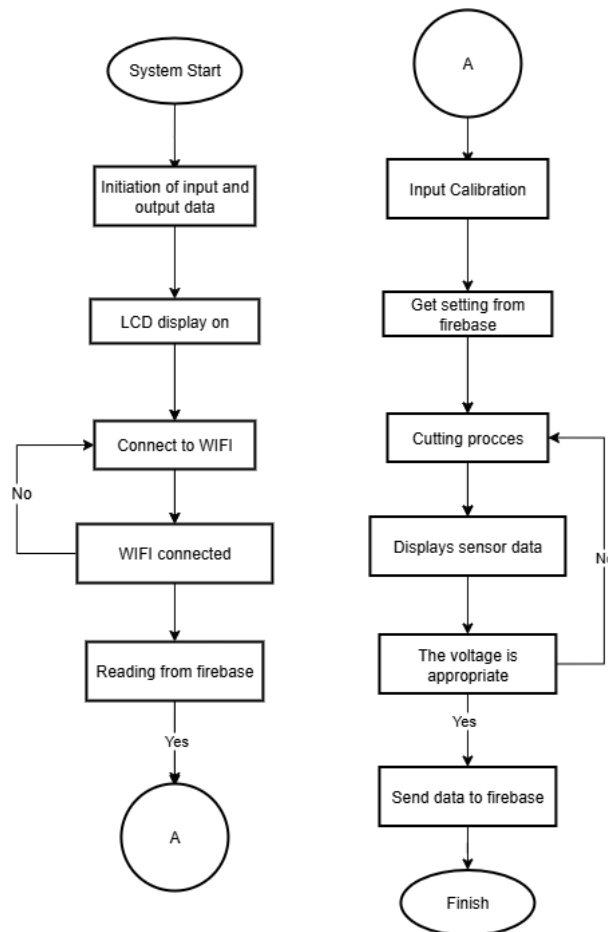 System Start
Initiation of input and
output data
LCD display on
Connect to WIFI
No
WIFI connected
Reading from firebase
Yes
A
A
Input Calibration
Get setting from
firebase
Cutting procces
Displays sensor data
No
The voltage is
appropriate
Yes
Send data to firebase
Finish